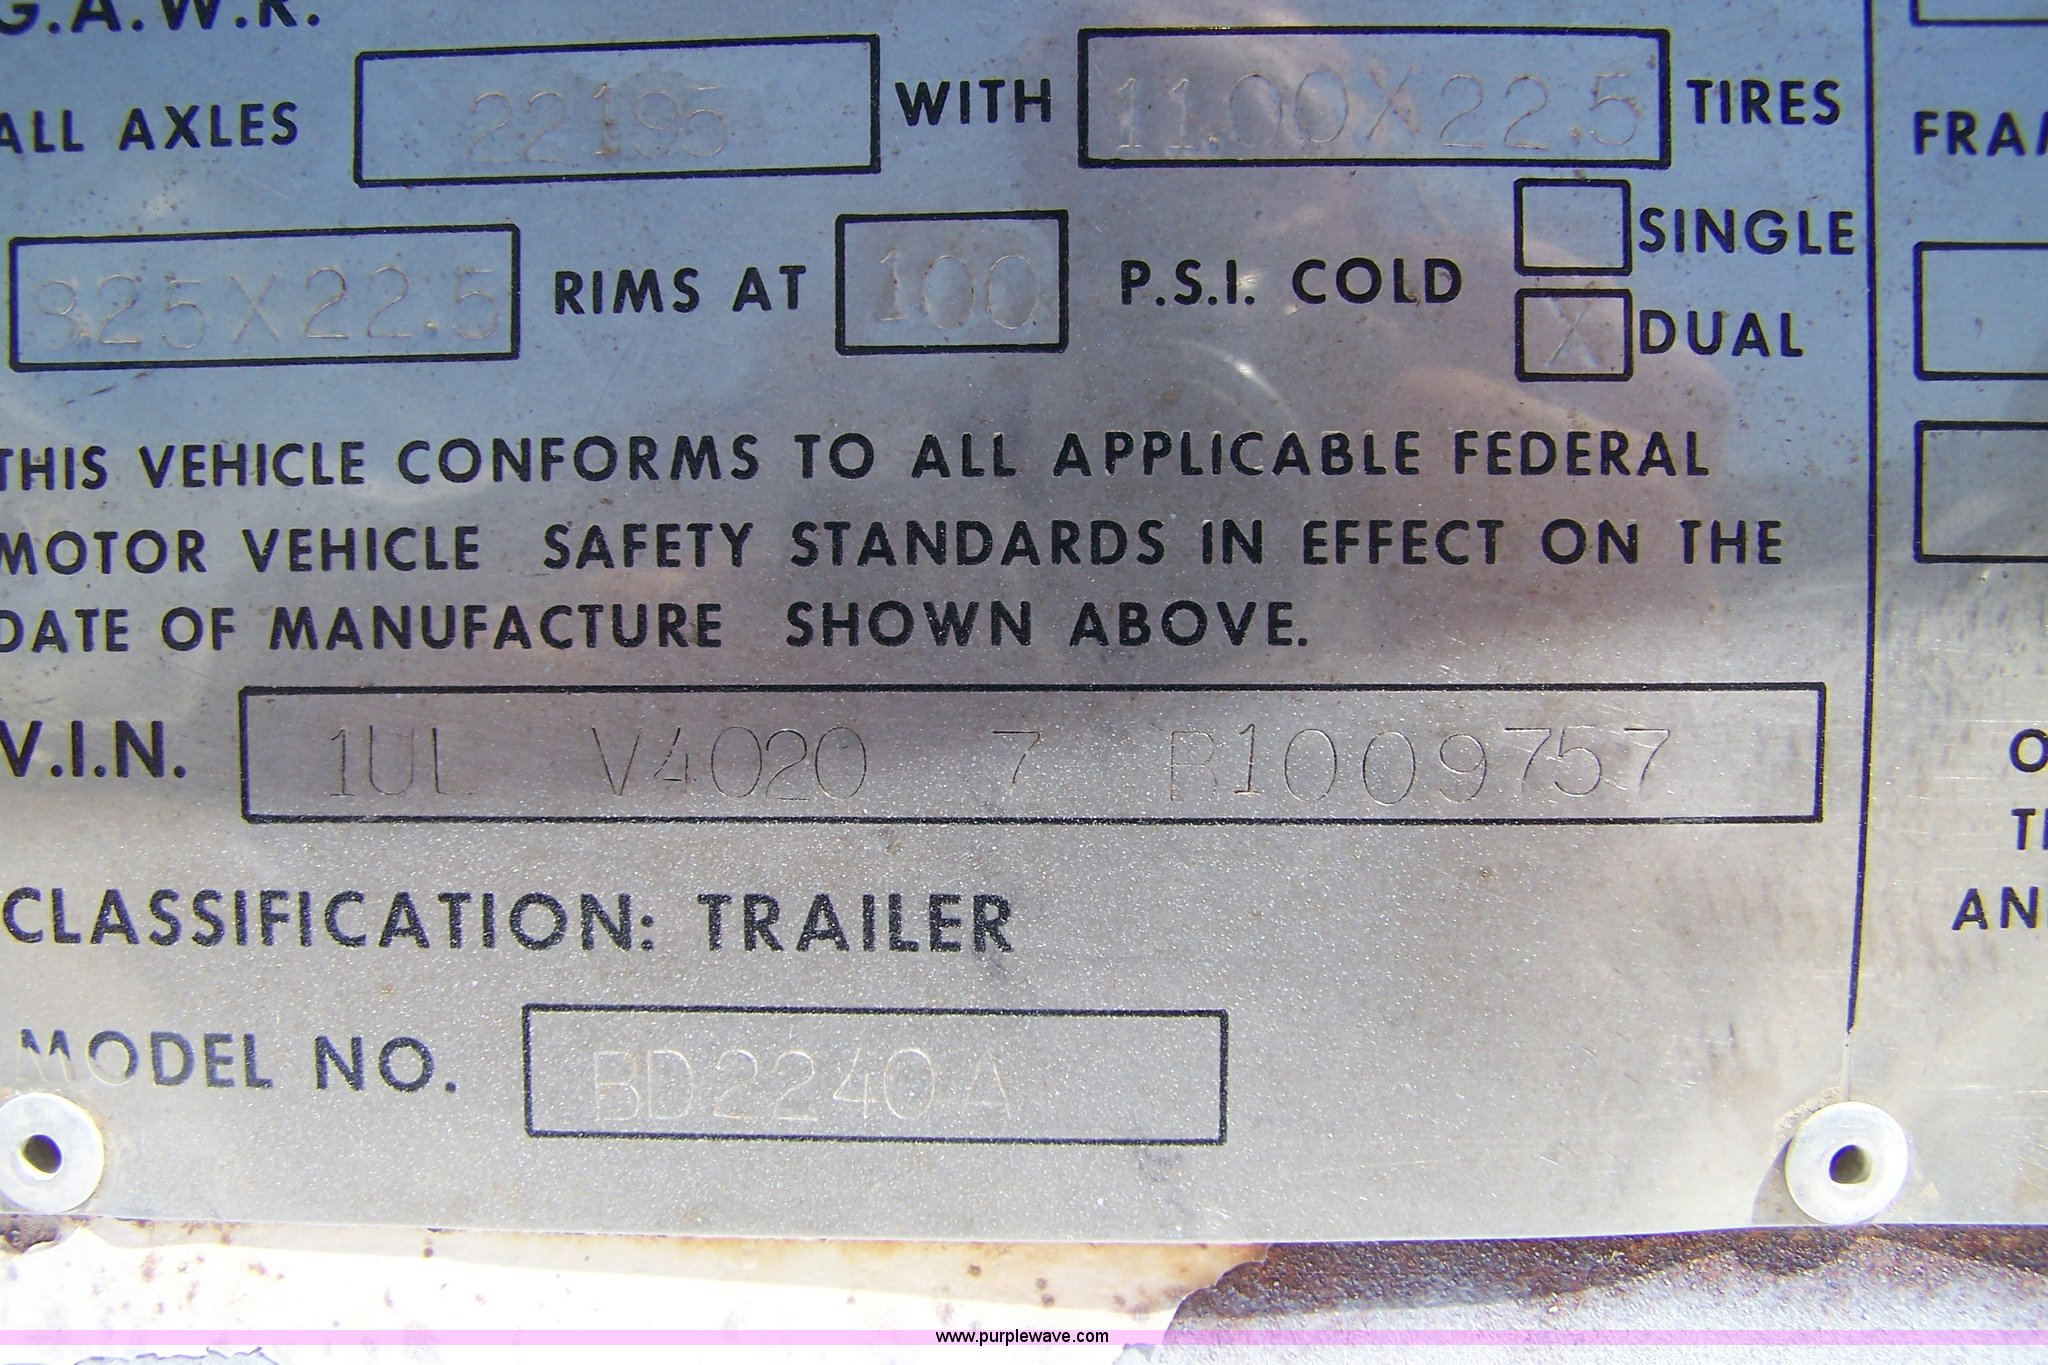 G.A.W.R.
ALL AXLES 22195 WITH 11.00X22.5 TIRES
825X22.5 RIMS AT 100 P.S.I. COLD SINGLE
X DUAL
THIS VEHICLE CONFORMS TO ALL APPLICABLE FEDERAL
MOTOR VEHICLE SAFETY STANDARDS IN EFFECT ON THE
DATE OF MANUFACTURE SHOWN ABOVE.
V.I.N. 1UL V4020 7 R1009757
CLASSIFICATION: TRAILER
MODEL NO. BD2240A
FRAM
O
TH
AN
www.purplewave.com